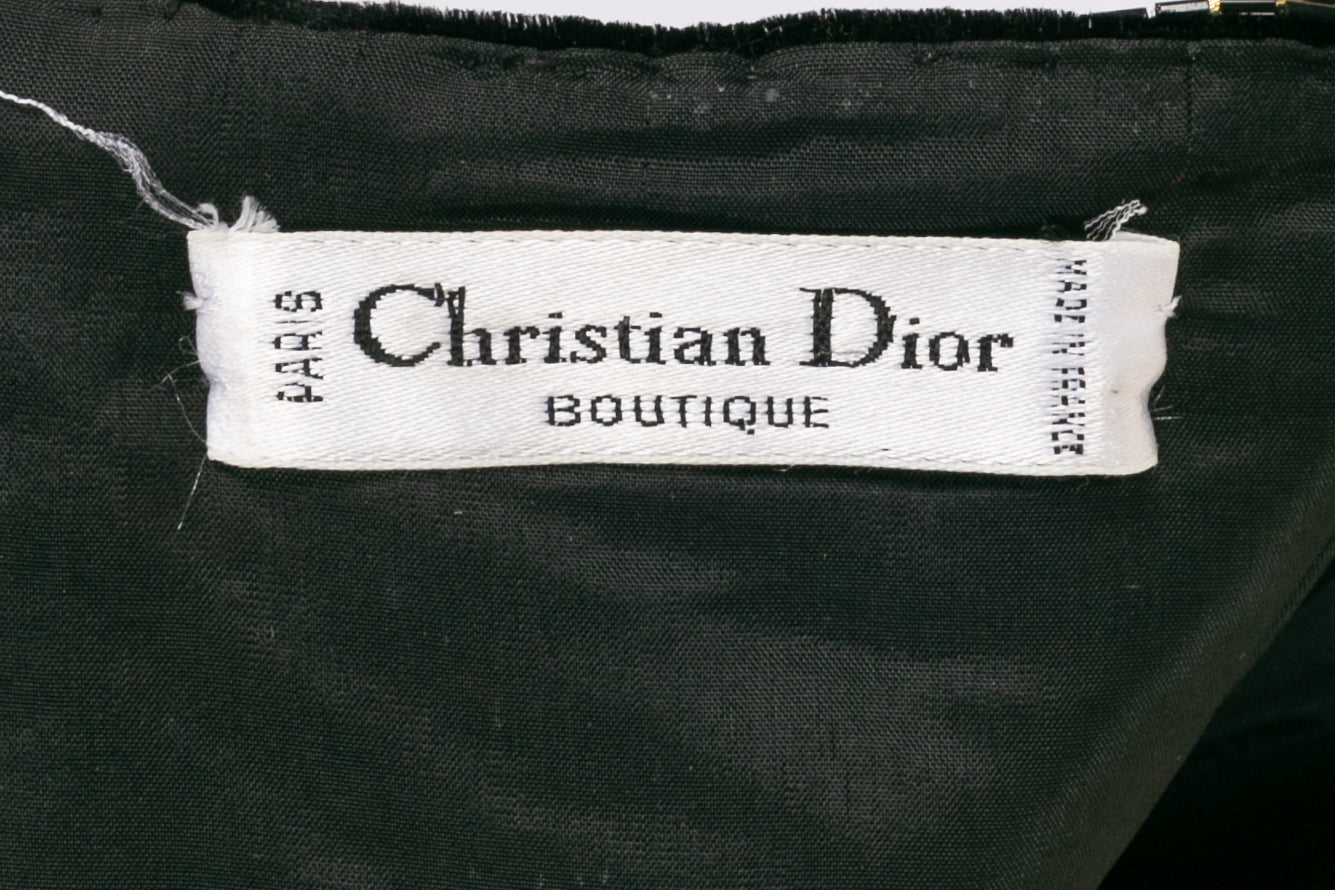 PARIS
Christian Dior
BOUTIQUE
MADE IN FRANCE